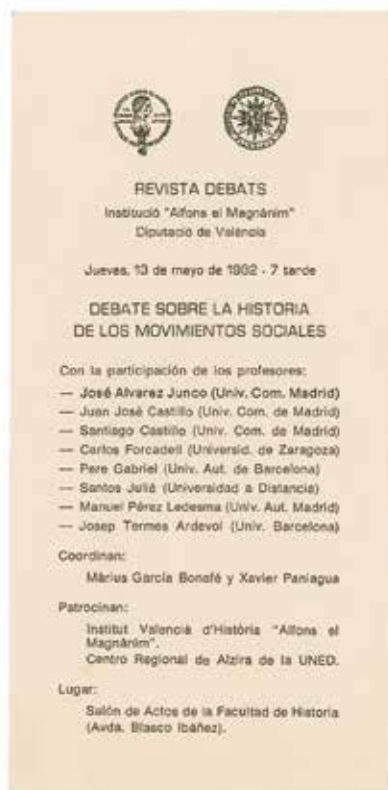 REVISTA DEBATS
Institució "Alfons el Magnànim"
Diputació de València
Jueves, 13 de mayo de 1982 - 7 tarde
DEBATE SOBRE LA HISTORIA
DE LOS MOVIMIENTOS SOCIALES
Con la participación de los profesores:
— José Alvarez Junco (Univ. Com. Madrid)
— Juan José Castillo (Univ. Com. de Madrid)
— Santiago Castillo (Univ. Com. de Madrid)
— Carlos Forcadell (Universid. de Zaragoza)
— Pere Gabriel (Univ. Aut. de Barcelona)
— Santos Juliá (Universidad a Distancia)
— Manuel Pérez Ledesma (Univ. Aut. Madrid)
— Josep Termes Ardevol (Univ. Barcelona)
Coordinan:
Màrius García Bonafé y Xavier Paniagua
Patrocinan:
Institut Valencià d'Història "Alfons el
Magnànim".
Centro Regional de Alzira de la UNED.
Lugar:
Salón de Actos de la Facultad de Historia
(Avda. Blasco Ibáñez).